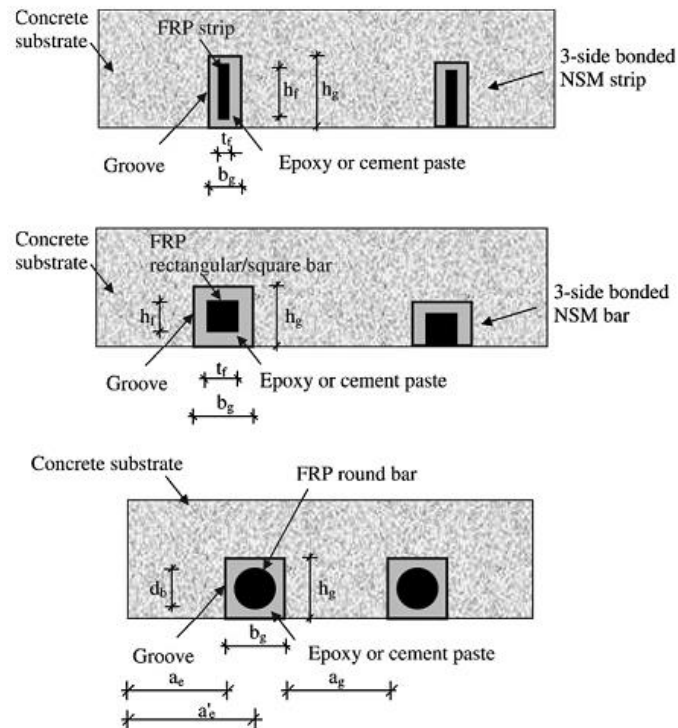 Concrete
substrate
FRP strip
h_f
h_g
3-side bonded
NSM strip
t_f
Groove
Epoxy or cement paste
b_g
Concrete
substrate
FRP
rectangular/square bar
h_f
h_g
3-side bonded
NSM bar
t_f
Groove
Epoxy or cement paste
b_g
Concrete substrate
FRP round bar
d_b
h_g
b_g
Groove
Epoxy or cement paste
a_e
a_g
a'_e